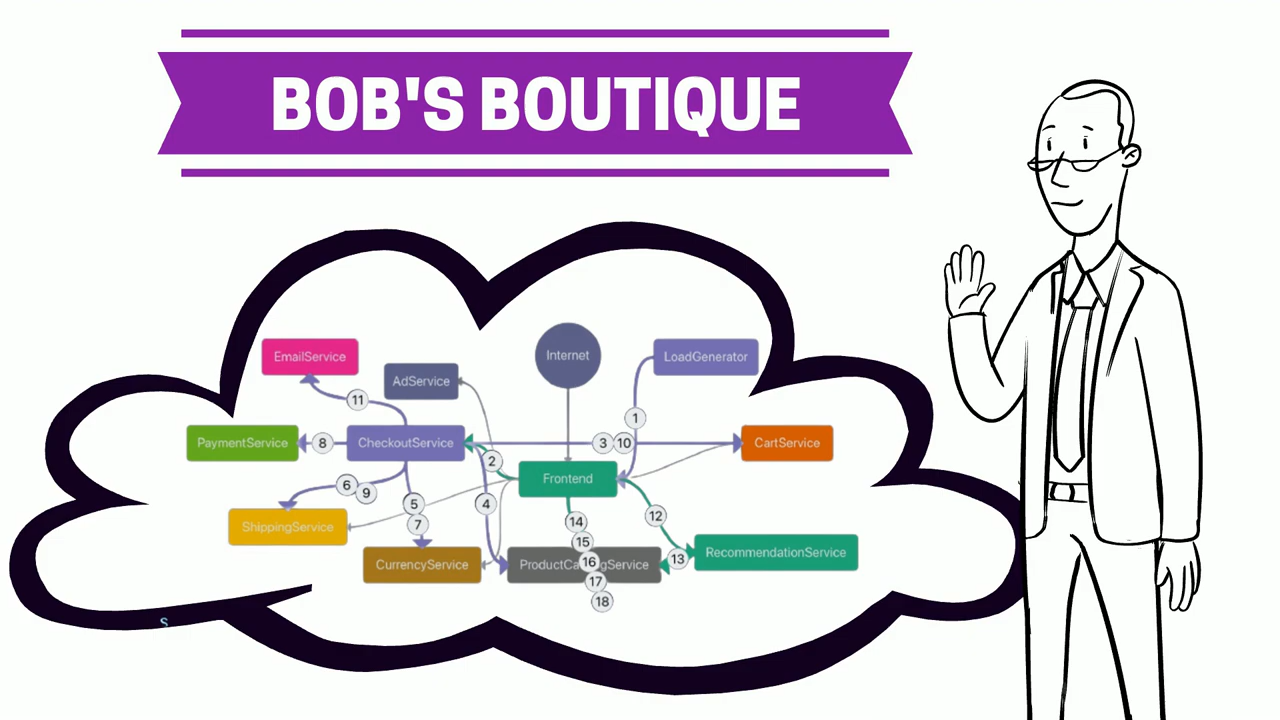 BOB'S BOUTIQUE
EmailService
AdService
Internet
LoadGenerator
11
1
PaymentService
8
CheckoutService
3
10
CartService
2
Frontend
6
9
5
4
7
14
12
ShippingService
15
CurrencyService
16
13
RecommendationService
17
18
S